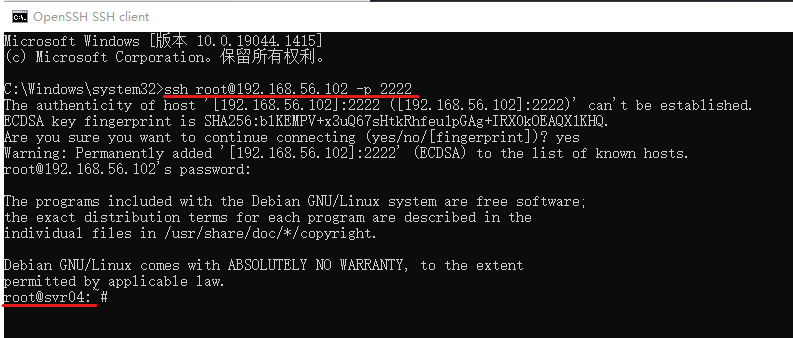 OpenSSH SSH client
Microsoft Windows [版本 10.0.19044.1415]
(c) Microsoft Corporation。保留所有权利。
C:\Windows\system32>ssh root@192.168.56.102 -p 2222
The authenticity of host '[192.168.56.102]:2222 ([192.168.56.102]:2222)' can't be established.
ECDSA key fingerprint is SHA256:b1KEMPV+x3uQ67sHtkRhfeulpGAg+IRX0kOEAQX1KHQ.
Are you sure you want to continue connecting (yes/no/[fingerprint])? yes
Warning: Permanently added '[192.168.56.102]:2222' (ECDSA) to the list of known hosts.
root@192.168.56.102's password:
The programs included with the Debian GNU/Linux system are free software;
the exact distribution terms for each program are described in the
individual files in /usr/share/doc/*/copyright.
Debian GNU/Linux comes with ABSOLUTELY NO WARRANTY, to the extent
permitted by applicable law.
root@svr04:~#